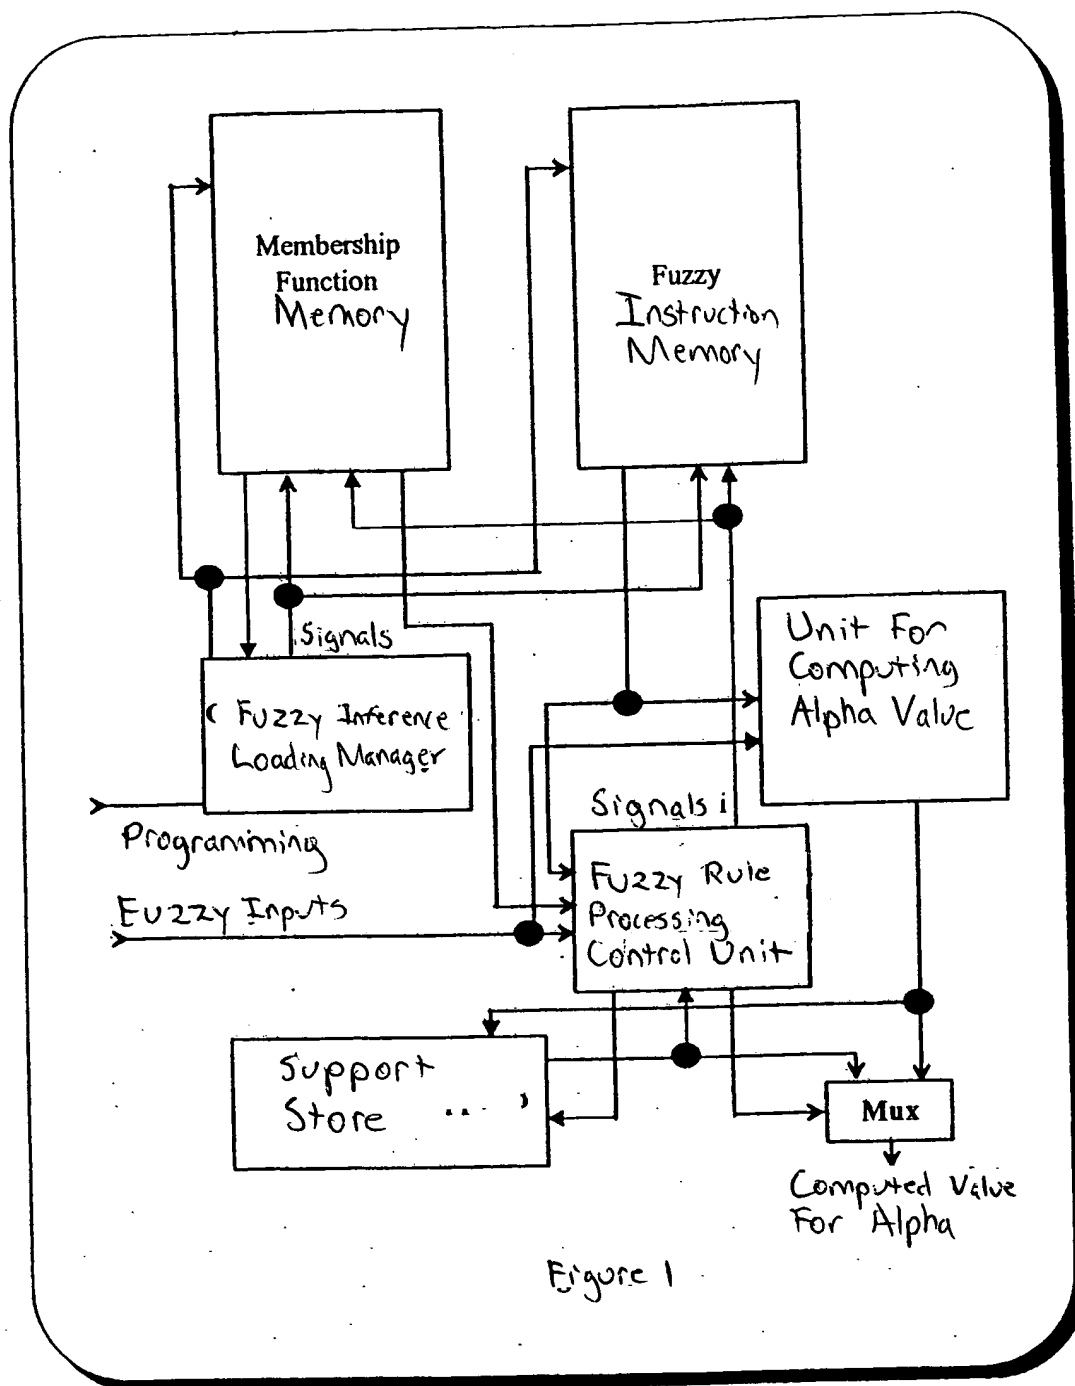 Membership
Function
Memory
Fuzzy
Instruction
Memory
Signals
Unit For
Computing
Alpha Value
Fuzzy Inference
Loading Manager
Programming
Signals
Fuzzy Rule
Processing
Control Unit
Fuzzy Inputs
Support
Store
Mux
Computed Value
For Alpha
Figure 1